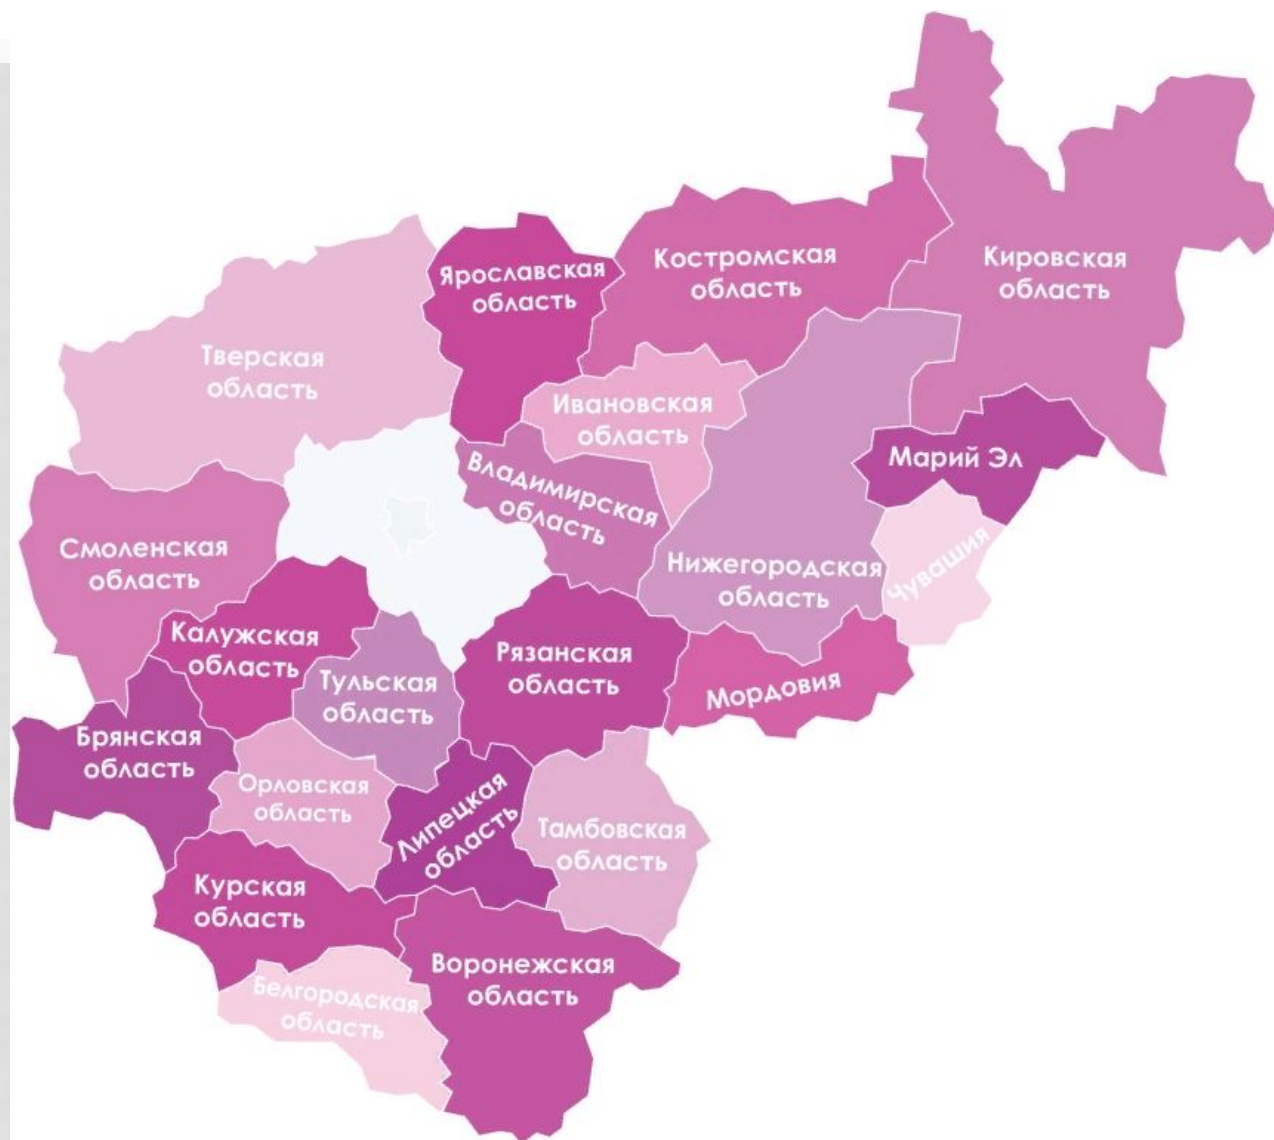 Ярославская
область
Костромская
область
Кировская
область
Тверская
область
Ивановская
область
Марий Эл
Владимирская
область
Смоленская
область
Нижегородская
область
Чувашия
Калужская
область
Рязанская
область
Тульская
область
Мордовия
Брянская
область
Орловская
область
Липецкая
область
Тамбовская
область
Курская
область
Воронежская
область
Белгородская
область